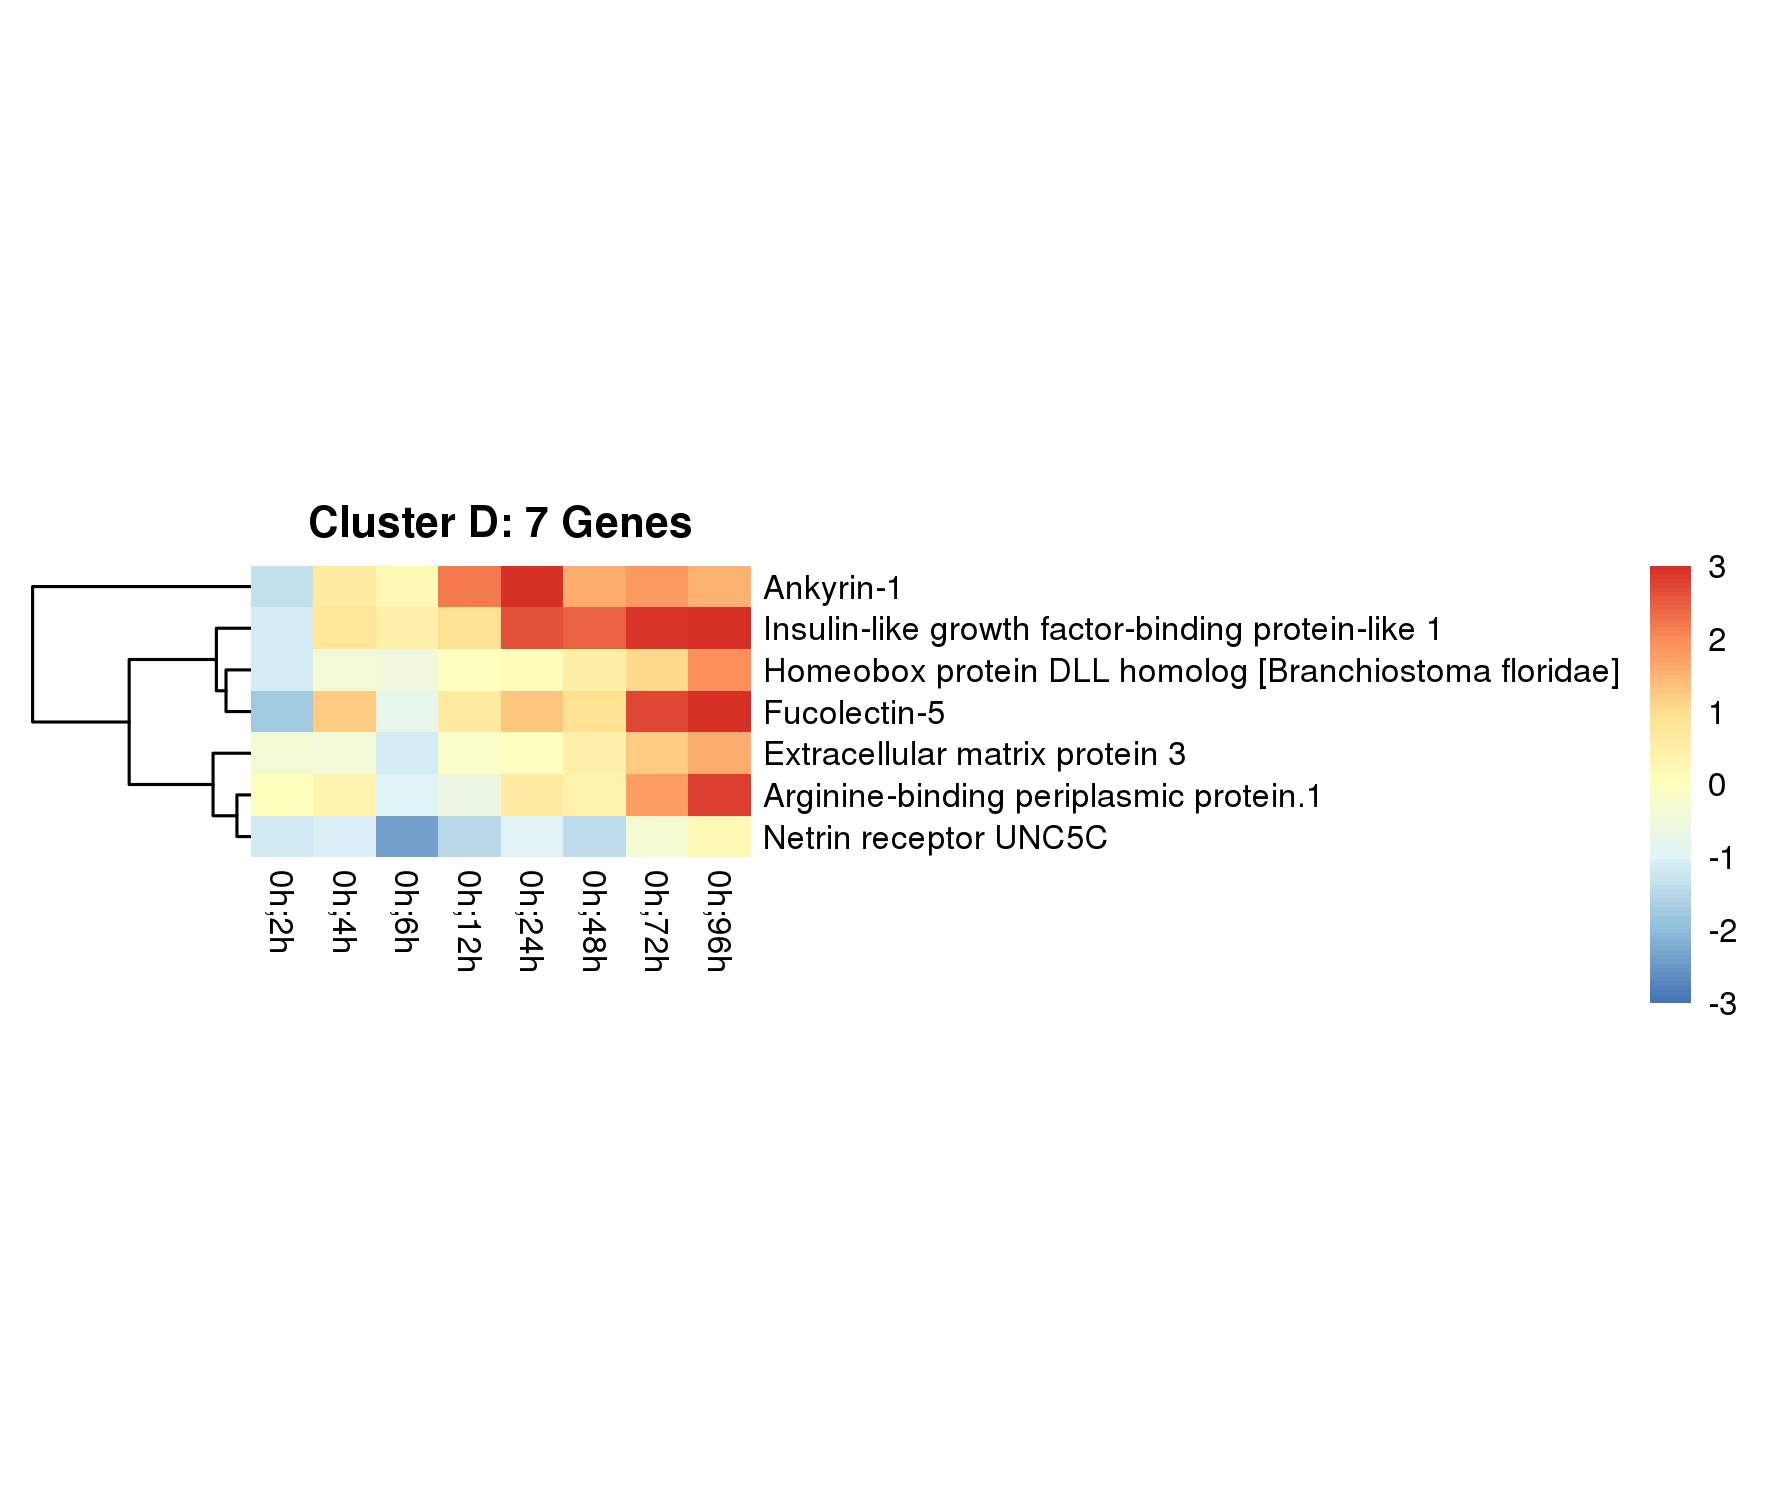 Cluster D: 7 Genes
Ankyrin-1
Insulin-like growth factor-binding protein-like 1
Homeobox protein DLL homolog [Branchiostoma floridae]
Fucolectin-5
Extracellular matrix protein 3
Arginine-binding periplasmic protein.1
Netrin receptor UNC5C
0h;2h
0h;4h
0h;6h
0h;12h
0h;24h
0h;48h
0h;72h
0h;96h
3
2
1
0
-1
-2
-3